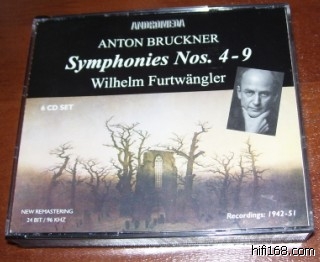 ANDROMEDA
ANTON BRUCKNER
Symphonies Nos. 4-9
Wilhelm Furtwängler
6 CD SET
NEW REMASTERING
24 BIT / 96 KHZ
Recordings: 1942-51
hifi168.com